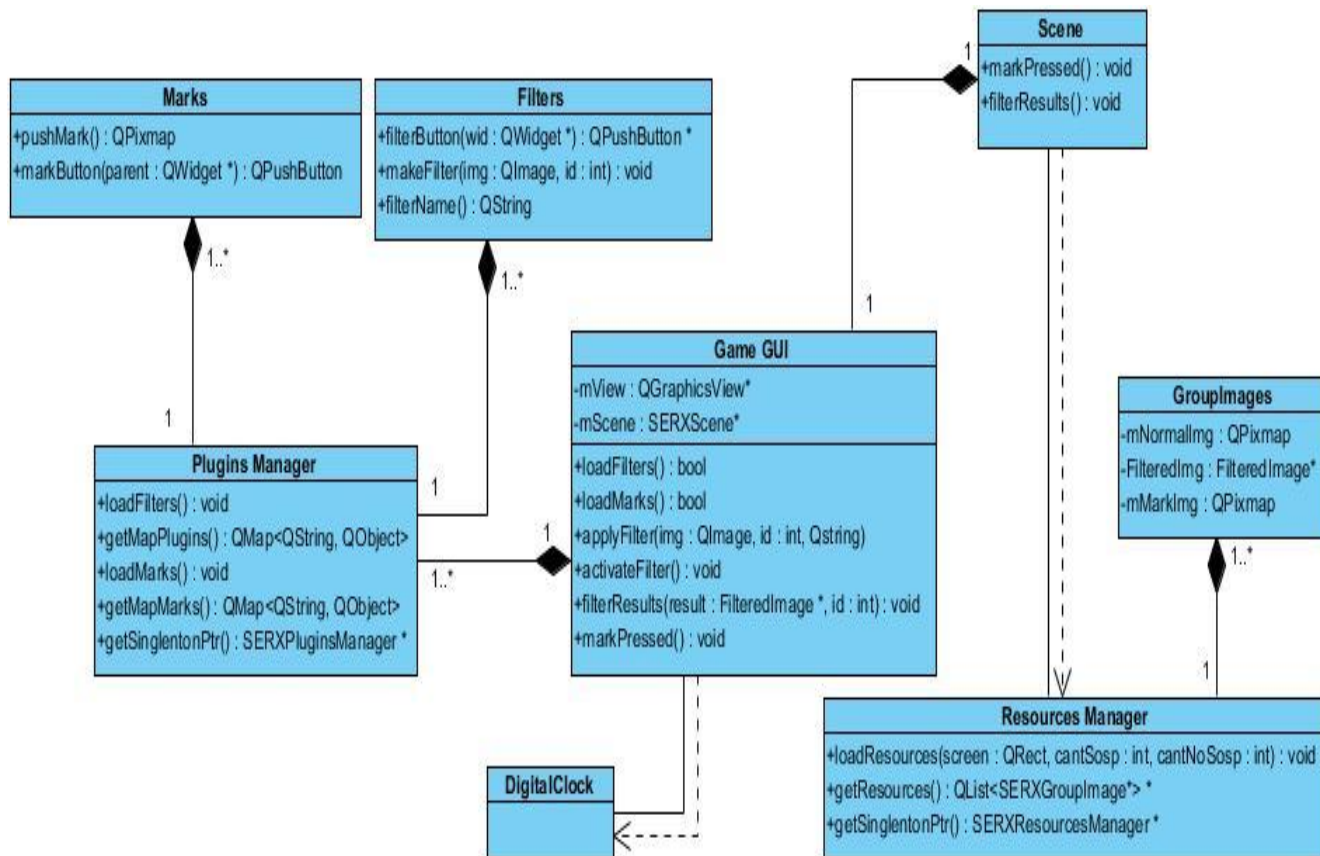 Scene
+markPressed() : void
+filterResults() : void
1
Marks
+pushMark() : QPixmap
+markButton(parent : QWidget *) : QPushButton
1..*
1
Filters
+filterButton(wid : QWidget *) : QPushButton *
+makeFilter(img : QImage, id : int) : void
+filterName() : QString
1..*
1
1
Game GUI
-mView : QGraphicsView*
-mScene : SERXScene*
+loadFilters() : bool
+loadMarks() : bool
+applyFilter(img : QImage, id : int, Qstring)
+activateFilter() : void
+filterResults(result : FilteredImage *, id : int) : void
+markPressed() : void
1
1..*
Plugins Manager
+loadFilters() : void
+getMapPlugins() : QMap<QString, QObject>
+loadMarks() : void
+getMapMarks() : QMap<QString, QObject>
+getSinglentonPtr() : SERXPluginsManager *
GroupImages
-mNormalImg : QPixmap
-FilteredImg : FilteredImage*
-mMarkImg : QPixmap
1..*
1
Resources Manager
+loadResources(screen : QRect, cantSosp : int, cantNoSosp : int) : void
+getResources() : QList<SERXGroupImage*> *
+getSinglentonPtr() : SERXResourcesManager *
DigitalClock